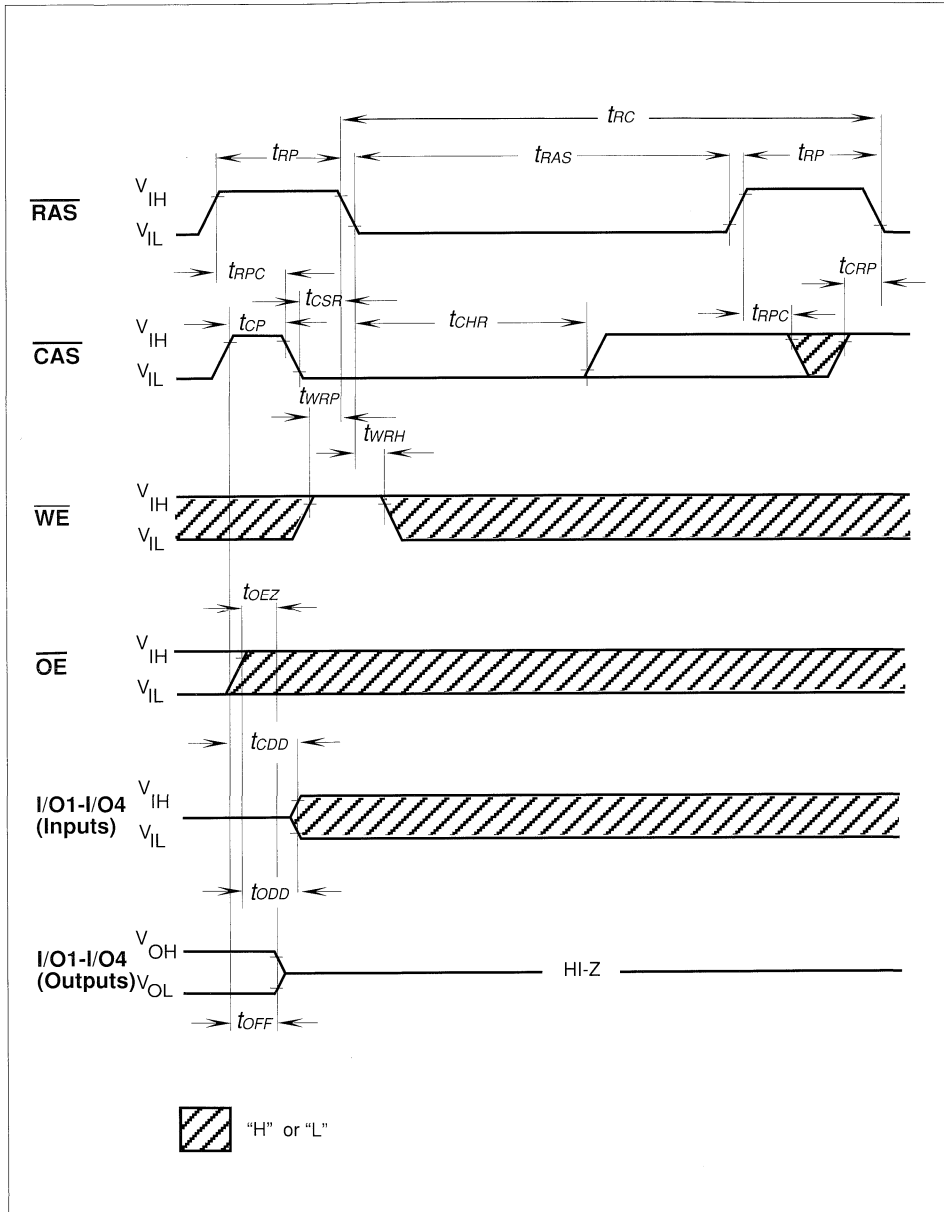 tRC
tRP tRAS tRP
RAS VIH
VIL
tRPC tCRP
tCSR
tCP tCHR tRPC
CAS VIH
VIL
tWRP
tWRH
WE VIH
VIL
tOEZ
OE VIH
VIL
tCDD
I/O1-I/O4 VIH
(Inputs) VIL
tODD
I/O1-I/O4 VOH
(Outputs) VOL
HI-Z
tOFF
"H" or "L"